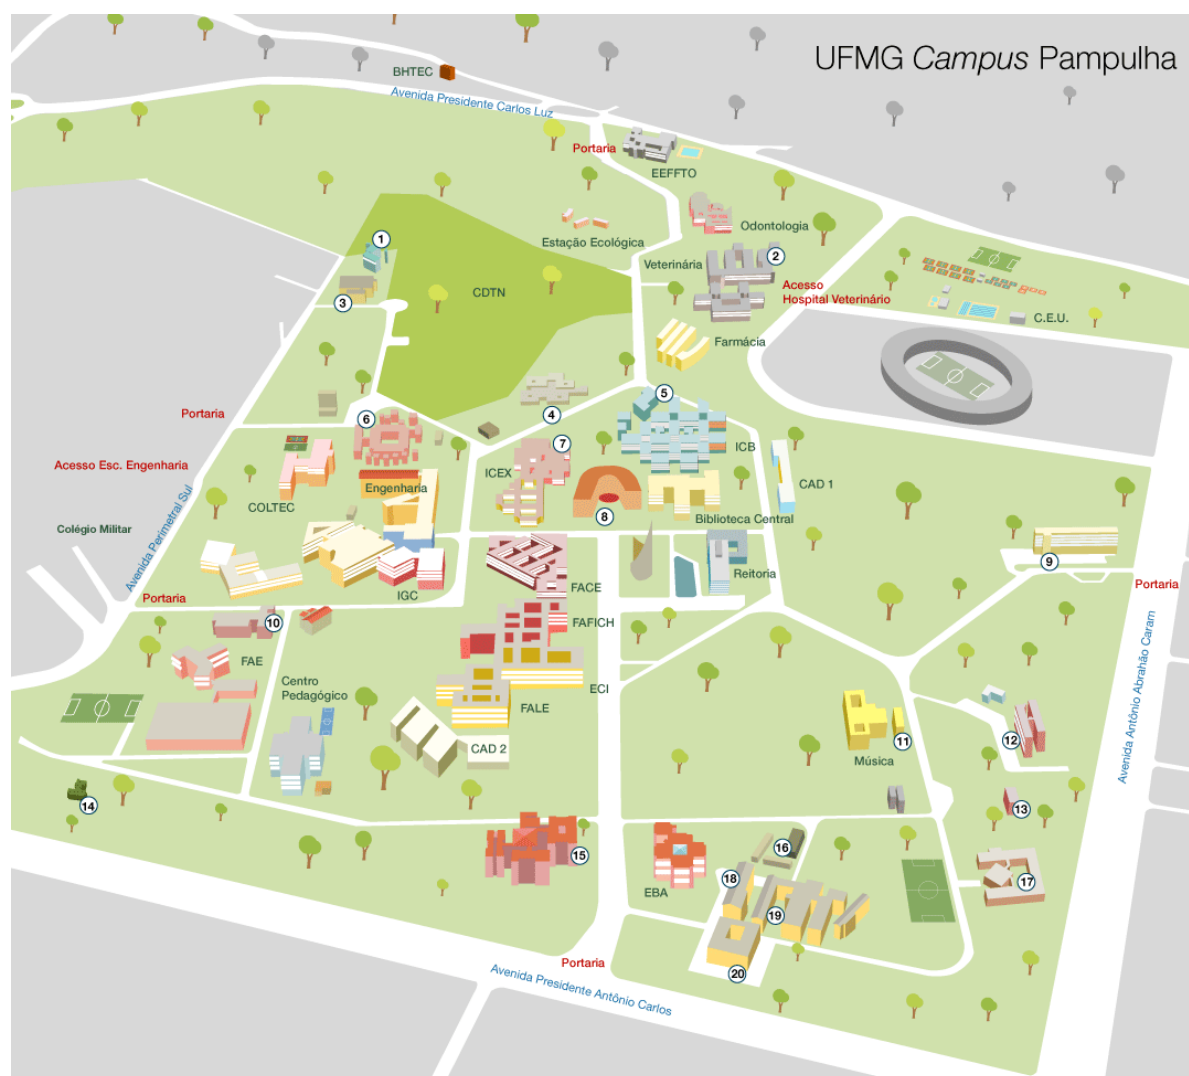 UFMG Campus Pampulha
BHTEC
Avenida Presidente Carlos Luz
Portaria
EEFFTO
Odontologia
Estação Ecológica
1
Veterinária
2
Acesso
Hospital Veterinário
CDTN
3
C.E.U.
Farmácia
5
4
Portaria
6
7
ICB
Acesso Esc. Engenharia
ICEX
Engenharia
CAD 1
COLTEC
8
Biblioteca Central
Avenida Perimetral Sul
Colégio Militar
9
Portaria
IGC
FACE
Reitoria
Portaria
10
FAFICH
FAE
Centro
Pedagógico
ECI
FALE
CAD 2
Avenida Antônio Abrahão Caram
11
12
Música
14
13
15
16
EBA
18
17
19
Portaria
20
Avenida Presidente Antônio Carlos